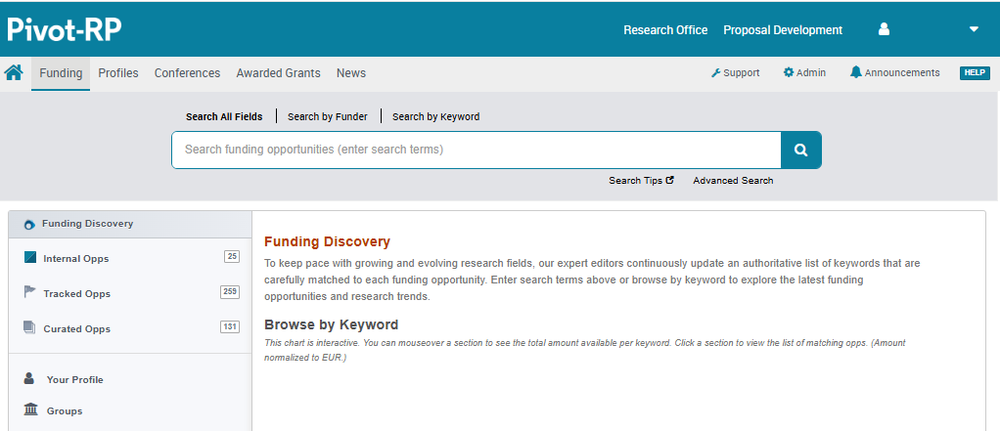 Pivot-RP
Research Office Proposal Development
Funding Profiles Conferences Awarded Grants News Support Admin Announcements HELP
Search All Fields Search by Funder Search by Keyword
Search funding opportunities (enter search terms)
Search Tips Advanced Search
Funding Discovery
Internal Opps 25
Tracked Opps 259
Curated Opps 131
Your Profile
Groups
Funding Discovery
To keep pace with growing and evolving research fields, our expert editors continuously update an authoritative list of keywords that are
carefully matched to each funding opportunity. Enter search terms above or browse by keyword to explore the latest funding
opportunities and research trends.
Browse by Keyword
This chart is interactive. You can mouseover a section to see the total amount available per keyword. Click a section to view the list of matching opps. (Amount
normalized to EUR.)